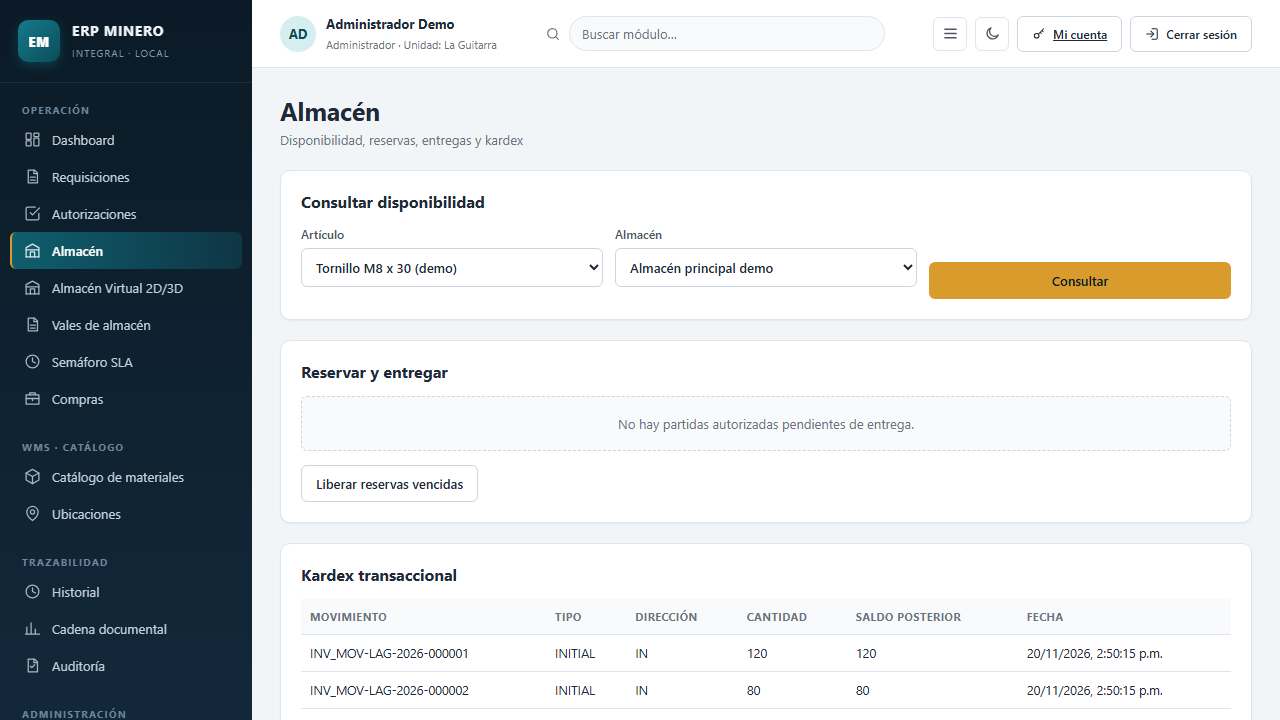 EM
ERP MINERO
INTEGRAL · LOCAL
OPERACIÓN
Dashboard
Requisiciones
Autorizaciones
Almacén
Almacén Virtual 2D/3D
Vales de almacén
Semáforo SLA
Compras
WMS · CATÁLOGO
Catálogo de materiales
Ubicaciones
TRAZABILIDAD
Historial
Cadena documental
Auditoría
ADMINISTRACIÓN
AD
Administrador Demo
Administrador · Unidad: La Guitarra
Buscar módulo...
Mi cuenta
Cerrar sesión
Almacén
Disponibilidad, reservas, entregas y kardex
Consultar disponibilidad
Artículo
Almacén
Tornillo M8 x 30 (demo)
Almacén principal demo
Consultar
Reservar y entregar
No hay partidas autorizadas pendientes de entrega.
Liberar reservas vencidas
Kardex transaccional
MOVIMIENTO TIPO DIRECCIÓN CANTIDAD SALDO POSTERIOR FECHA
INV_MOV-LAG-2026-000001 INITIAL IN 120 120 20/11/2026, 2:50:15 p.m.
INV_MOV-LAG-2026-000002 INITIAL IN 80 80 20/11/2026, 2:50:15 p.m.